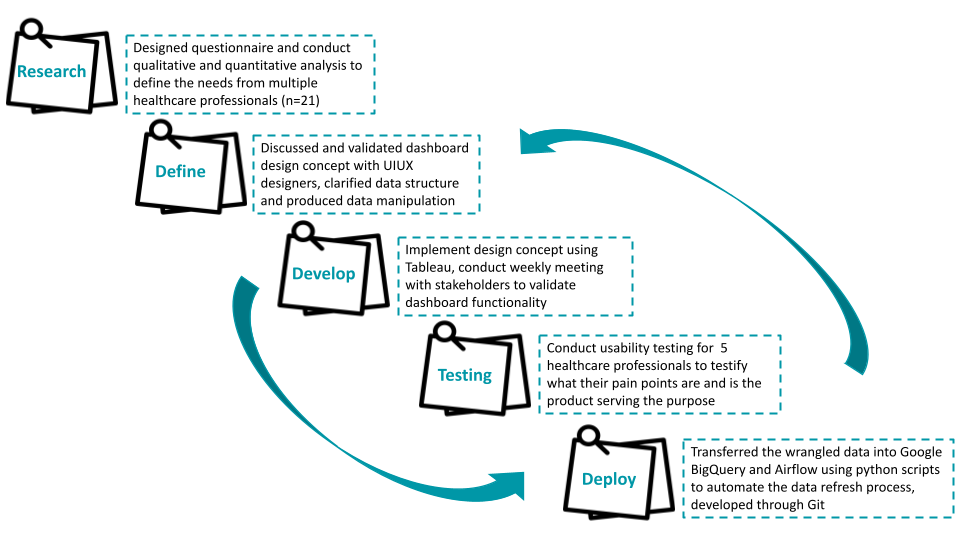 Research
Designed questionnaire and conduct
qualitative and quantitative analysis to
define the needs from multiple
healthcare professionals (n=21)
Define
Discussed and validated dashboard
design concept with UIUX
designers, clarified data structure
and produced data manipulation
Develop
Implement design concept using
Tableau, conduct weekly meeting
with stakeholders to validate
dashboard functionality
Testing
Conduct usability testing for  5
healthcare professionals to testify
what their pain points are and is the
product serving the purpose
Deploy
Transferred the wrangled data into Google
BigQuery and Airflow using python scripts
to automate the data refresh process,
developed through Git